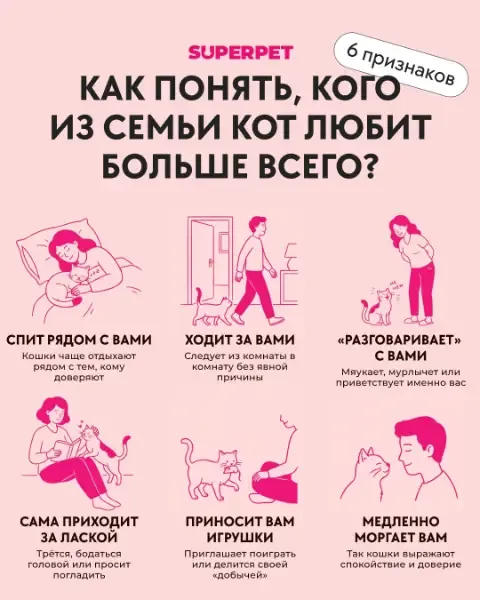 SUPERPET
6 признаков
КАК ПОНЯТЬ, КОГО
ИЗ СЕМЬИ КОТ ЛЮБИТ
БОЛЬШЕ ВСЕГО?
СПИТ РЯДОМ С ВАМИ
Кошки чаще отдыхают
рядом с тем, кому
доверяют
ХОДИТ ЗА ВАМИ
Следует из комнаты в
комнату без явной
причины
«РАЗГОВАРИВАЕТ»
С ВАМИ
Мяукает, мурлычет или
приветствует именно вас
САМА ПРИХОДИТ
ЗА ЛАСКОЙ
Трётся, бодаться
головой или просит
погладить
ПРИНОСИТ ВАМ
ИГРУШКИ
Приглашает поиграть
или делится своей
«добычей»
МЕДЛЕННО
МОРГАЕТ ВАМ
Так кошки выражают
спокойствие и доверие